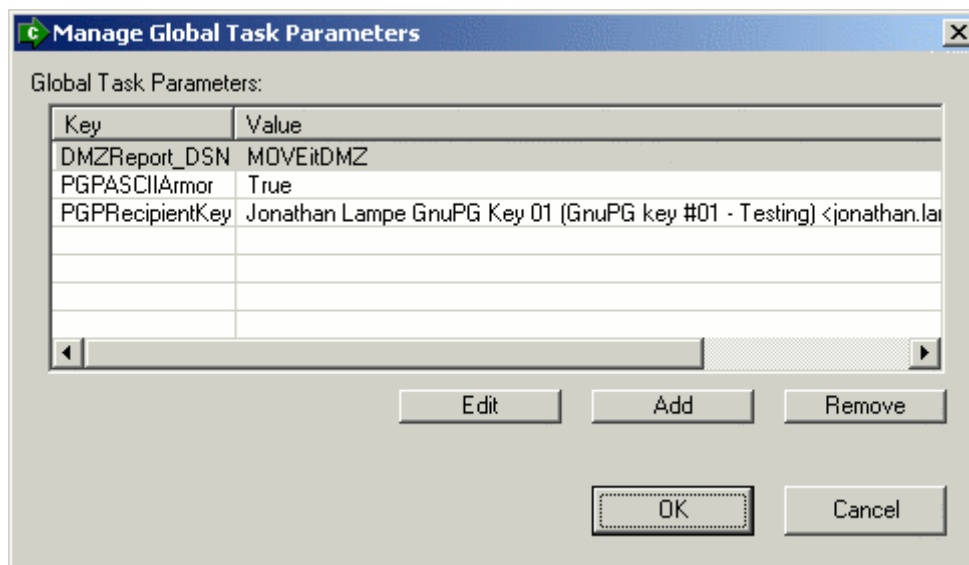 C Manage Global Task Parameters
Global Task Parameters:
Key Value
DMZReport_DSN MOVEitDMZ
PGPASCIIArmor True
PGPRecipientKey Jonathan Lampe GnuPG Key 01 (GnuPG key #01 - Testing) <jonathan.lar
Edit Add Remove
OK Cancel